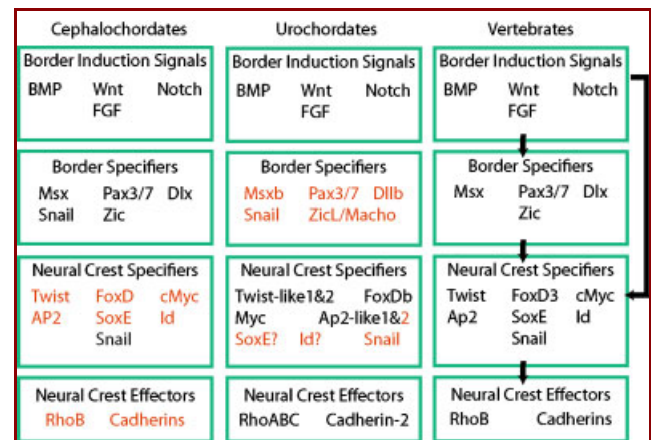 Cephalochordates
Border Induction Signals
BMP Wnt Notch
FGF
Border Specifiers
Msx Pax3/7 Dlx
Snail Zic
Neural Crest Specifiers
Twist FoxD cMyc
AP2 SoxE Id
Snail
Neural Crest Effectors
RhoB Cadherins
Urochordates
Border Induction Signals
BMP Wnt Notch
FGF
Border Specifiers
Msxb Pax3/7 Dllb
Snail ZicL/Macho
Neural Crest Specifiers
Twist-like1&2 FoxDb
Myc Ap2-like1&2
SoxE? Id? Snail
Neural Crest Effectors
RhoABC Cadherin-2
Vertebrates
Border Induction Signals
BMP Wnt Notch
FGF
Border Specifiers
Msx Pax3/7 Dlx
Zic
Neural Crest Specifiers
Twist FoxD3 cMyc
Ap2 SoxE Id
Snail
Neural Crest Effectors
RhoB Cadherins